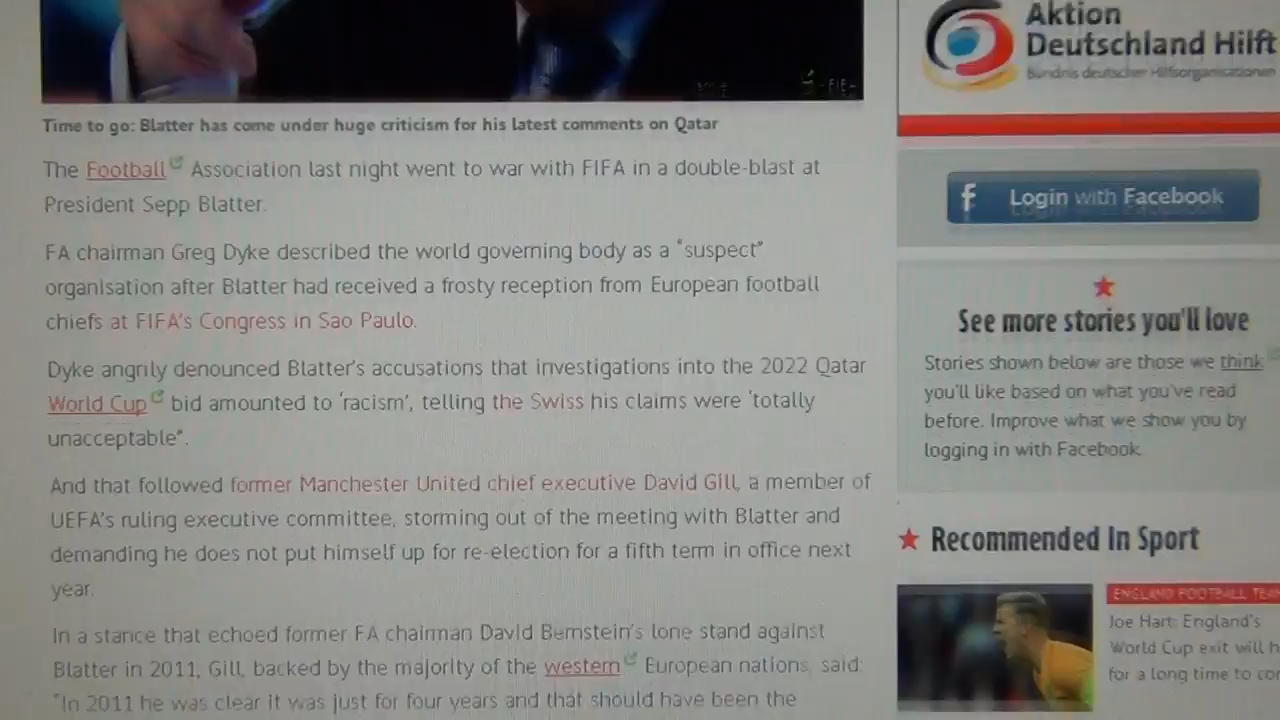 Time to go: Blatter has come under huge criticism for his latest comments on Qatar
The Football Association last night went to war with FIFA in a double-blast at
President Sepp Blatter.
FA chairman Greg Dyke described the world governing body as a "suspect"
organisation after Blatter had received a frosty reception from European football
chiefs at FIFA's Congress in Sao Paulo.
Dyke angrily denounced Blatter's accusations that investigations into the 2022 Qatar
World Cup bid amounted to 'racism', telling the Swiss his claims were 'totally
unacceptable".
And that followed former Manchester United chief executive David Gill, a member of
UEFA's ruling executive committee, storming out of the meeting with Blatter and
demanding he does not put himself up for re-election for a fifth term in office next
year.
In a stance that echoed former FA chairman David Bernstein's lone stand against
Blatter in 2011, Gill, backed by the majority of the western European nations, said:
"In 2011 he was clear it was just for four years and that should have been the
Aktion
Deutschland Hilft
Bündnis deutscher Hilfsorganisationen
f Login with Facebook
See more stories you'll love
Stories shown below are those we think
you'll like based on what you've read
before. Improve what we show you by
logging in with Facebook.
Recommended In Sport
ENGLAND FOOTBALL TEAM
Joe Hart: England's
World Cup exit will h
for a long time to co